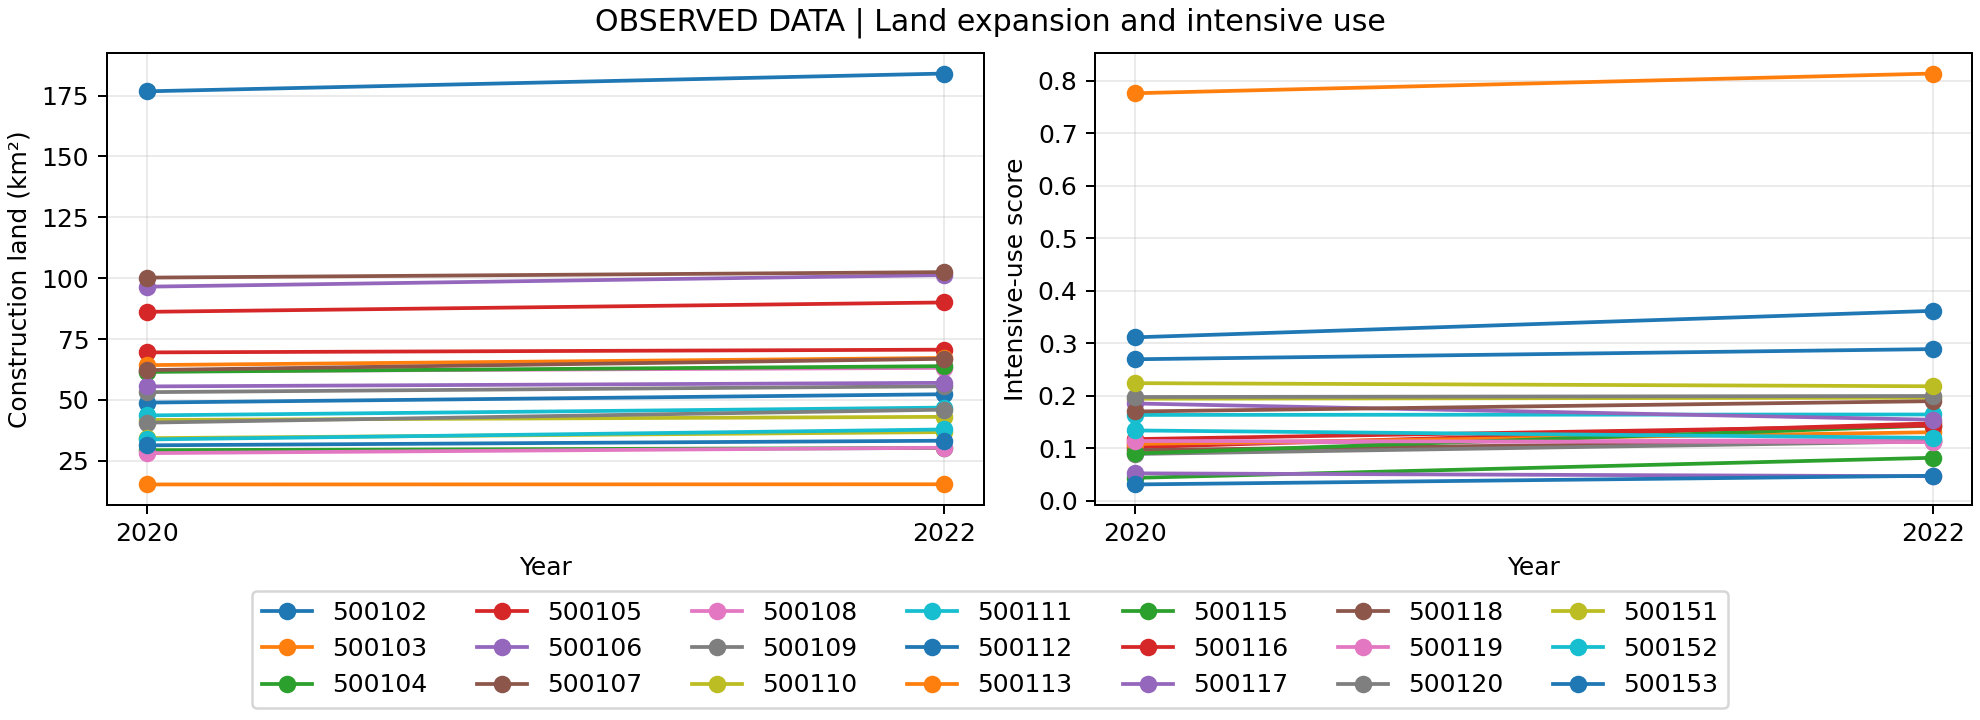 OBSERVED DATA | Land expansion and intensive use
Construction land (km²)
175
150
125
100
75
50
25
2020
2022
Year
Intensive-use score
0.8
0.7
0.6
0.5
0.4
0.3
0.2
0.1
0.0
2020
2022
Year
500102 500105 500108 500111 500115 500118 500151
500103 500106 500109 500112 500116 500119 500152
500104 500107 500110 500113 500117 500120 500153